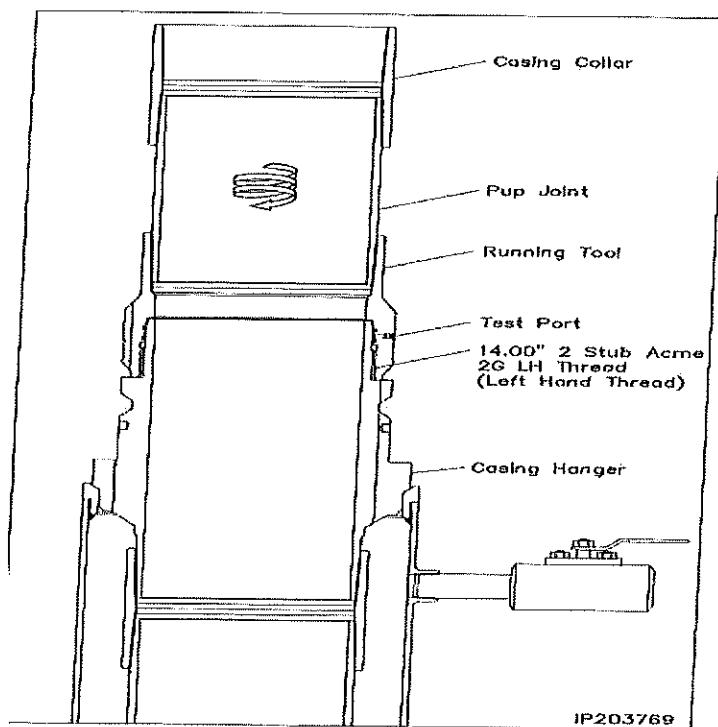 Casing Collar
Pup Joint
Running Tool
Test Port
14.00" 2 Stub Acme
2G LH Thread
(Left Hand Thread)
Casing Hanger
IP203769